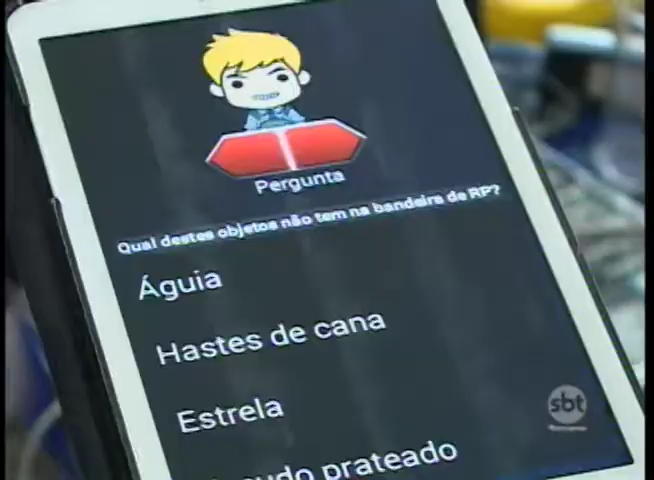 Pergunta
Qual destes objetos não tem na bandeira de RP?
Águia
Hastes de cana
Estrela
prateado
sbt